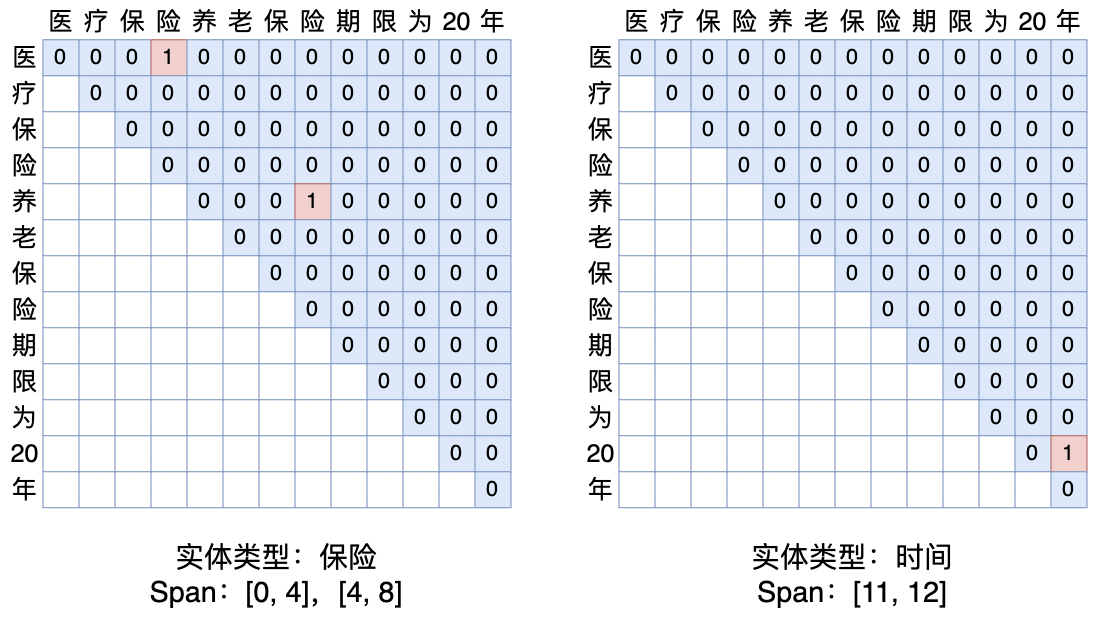 医 疗 保 险 养 老 保 险 期 限 为 20 年
医 0 0 0 1 0 0 0 0 0 0 0 0 0
疗 0 0 0 0 0 0 0 0 0 0 0 0
保 0 0 0 0 0 0 0 0 0 0 0
险 0 0 0 0 0 0 0 0 0 0
养 0 0 0 1 0 0 0 0 0
老 0 0 0 0 0 0 0 0
保 0 0 0 0 0 0 0
险 0 0 0 0 0 0
期 0 0 0 0 0
限 0 0 0 0
为 0 0 0
20 0 0
年 0
实体类型：保险
Span：[0, 4]，[4, 8]
医 疗 保 险 养 老 保 险 期 限 为 20 年
医 0 0 0 0 0 0 0 0 0 0 0 0 0
疗 0 0 0 0 0 0 0 0 0 0 0 0
保 0 0 0 0 0 0 0 0 0 0 0
险 0 0 0 0 0 0 0 0 0 0
养 0 0 0 0 0 0 0 0 0
老 0 0 0 0 0 0 0 0
保 0 0 0 0 0 0 0
险 0 0 0 0 0 0
期 0 0 0 0 0
限 0 0 0 0
为 0 0 0
20 0 1
年 0
实体类型：时间
Span：[11, 12]